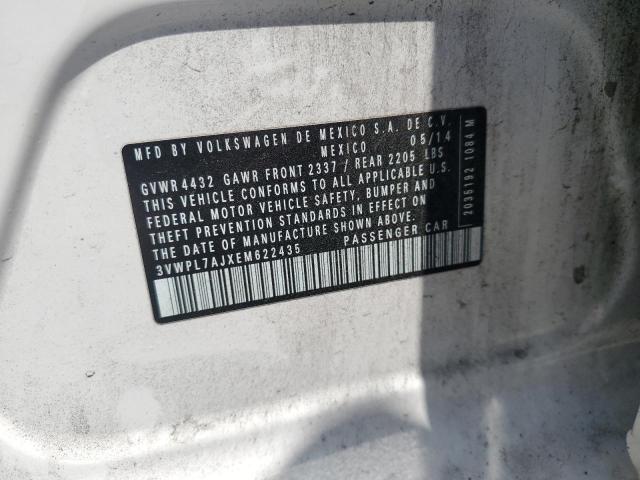 MFD BY VOLKSWAGEN DE MEXICO S.A. DE C.V.
MEXICO 05/14
GVWR 4432 GAWR FRONT 2337 / REAR 2205 LBS
THIS VEHICLE CONFORMS TO ALL APPLICABLE U.S.
FEDERAL MOTOR VEHICLE SAFETY, BUMPER AND
THEFT PREVENTION STANDARDS IN EFFECT ON
THE DATE OF MANUFACTURE SHOWN ABOVE.
3VWPL7AJXEM622435 PASSENGER CAR
2035192 1084 M